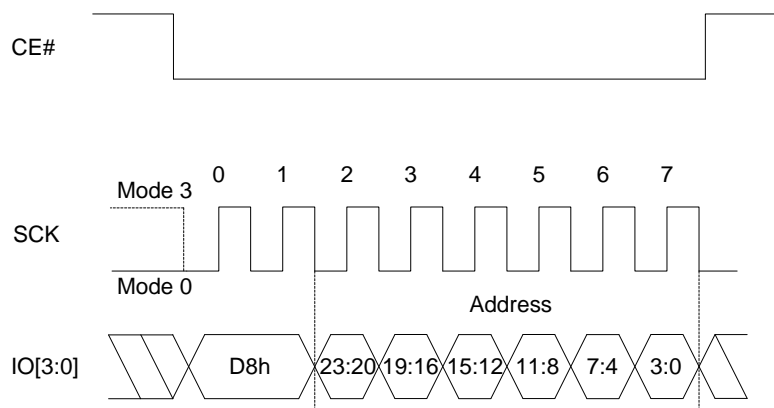 CE#
0 1 2 3 4 5 6 7
Mode 3
SCK
Mode 0
Address
IO[3:0] D8h 23:20 19:16 15:12 11:8 7:4 3:0